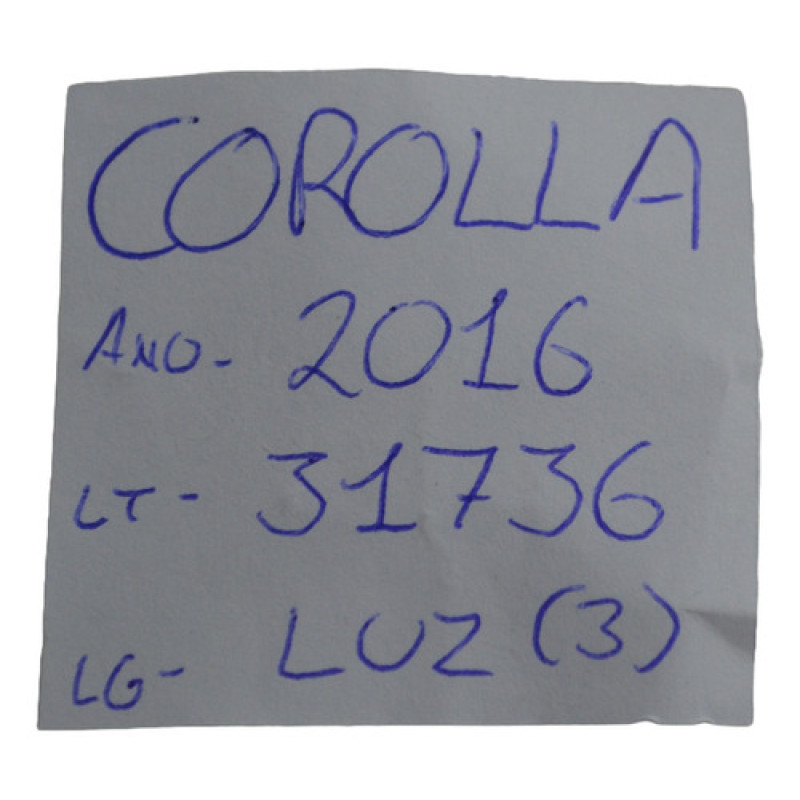 COROLLA
ANO- 2016
LT- 31736
LG- LUZ (3)